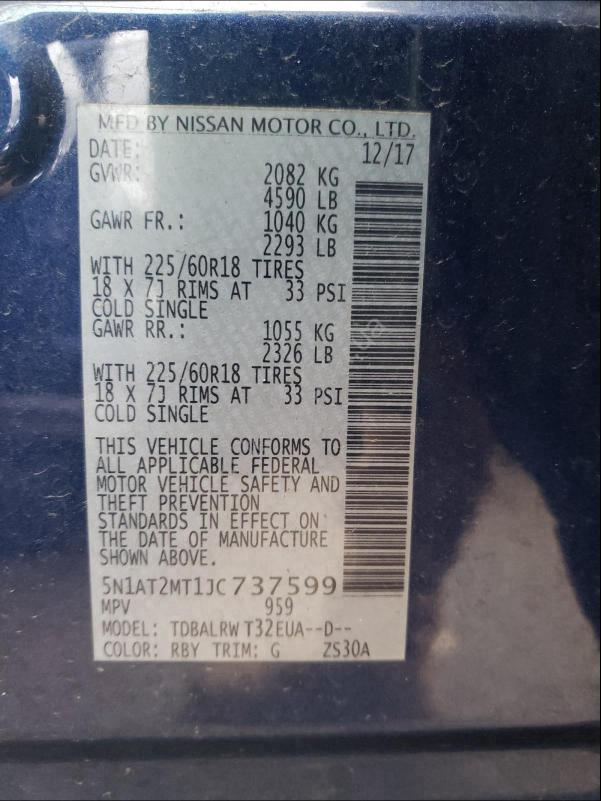 MFD BY NISSAN MOTOR CO., LTD.
DATE: 12/17
GVWR: 2082 KG
4590 LB
GAWR FR.: 1040 KG
2293 LB
WITH 225/60R18 TIRES
18 X 7J RIMS AT 33 PSI
COLD SINGLE
GAWR RR.: 1055 KG
2326 LB
WITH 225/60R18 TIRES
18 X 7J RIMS AT 33 PSI
COLD SINGLE
THIS VEHICLE CONFORMS TO
ALL APPLICABLE FEDERAL
MOTOR VEHICLE SAFETY AND
THEFT PREVENTION
STANDARDS IN EFFECT ON
THE DATE OF MANUFACTURE
SHOWN ABOVE.
5N1AT2MT1JC737599
MPV 959
MODEL: TDBALRW T32EUA--D--
COLOR: RBY TRIM: G ZS30A